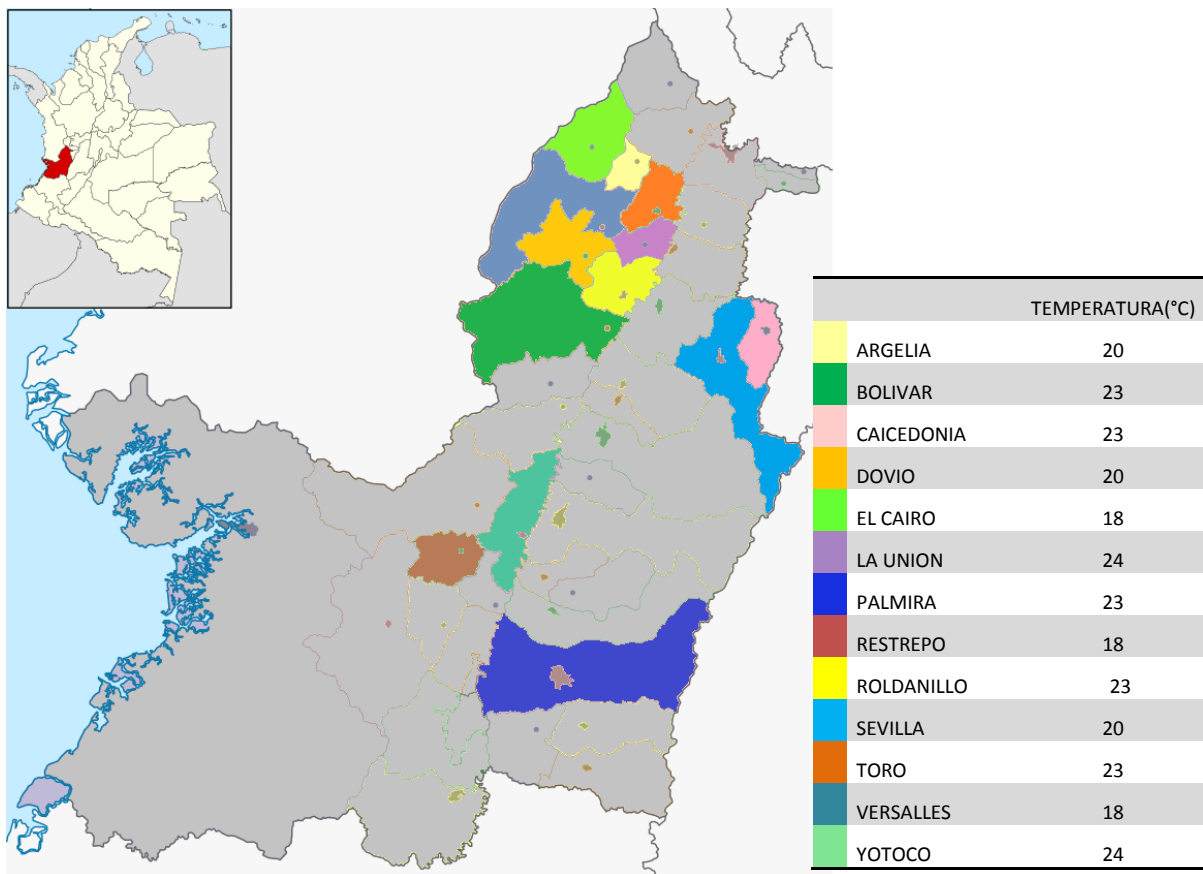 TEMPERATURA(°C)
ARGELIA 20
BOLIVAR 23
CAICEDONIA 23
DOVIO 20
EL CAIRO 18
LA UNION 24
PALMIRA 23
RESTREPO 18
ROLDANILLO 23
SEVILLA 20
TORO 23
VERSALLES 18
YOTOCO 24